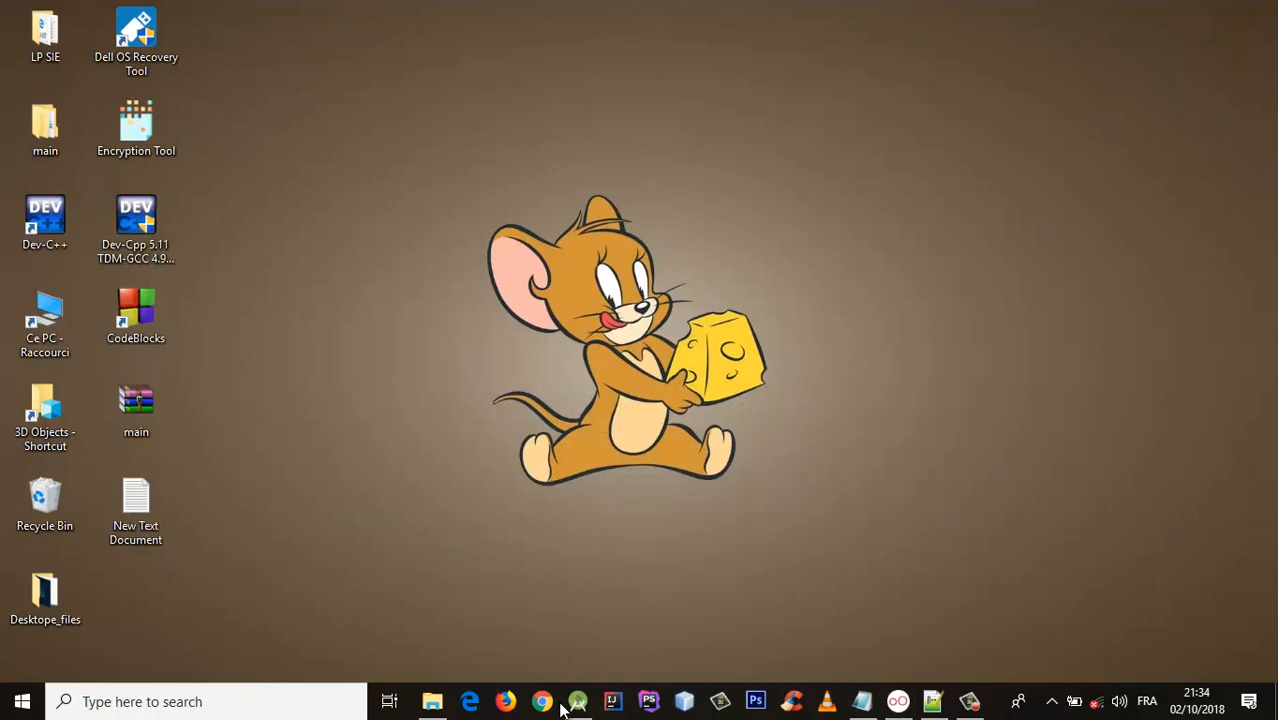 LP SIE
Dell OS Recovery
Tool
main
Encryption Tool
DEV
Dev-C++
DEV
Dev-Cpp 5.11
TDM-GCC 4.9...
Ce PC -
Raccourci
CodeBlocks
3D Objects -
Shortcut
main
Recycle Bin
New Text
Document
Desktope_files
Type here to search
IJ
PS
Ps
FRA
21:34
02/10/2018